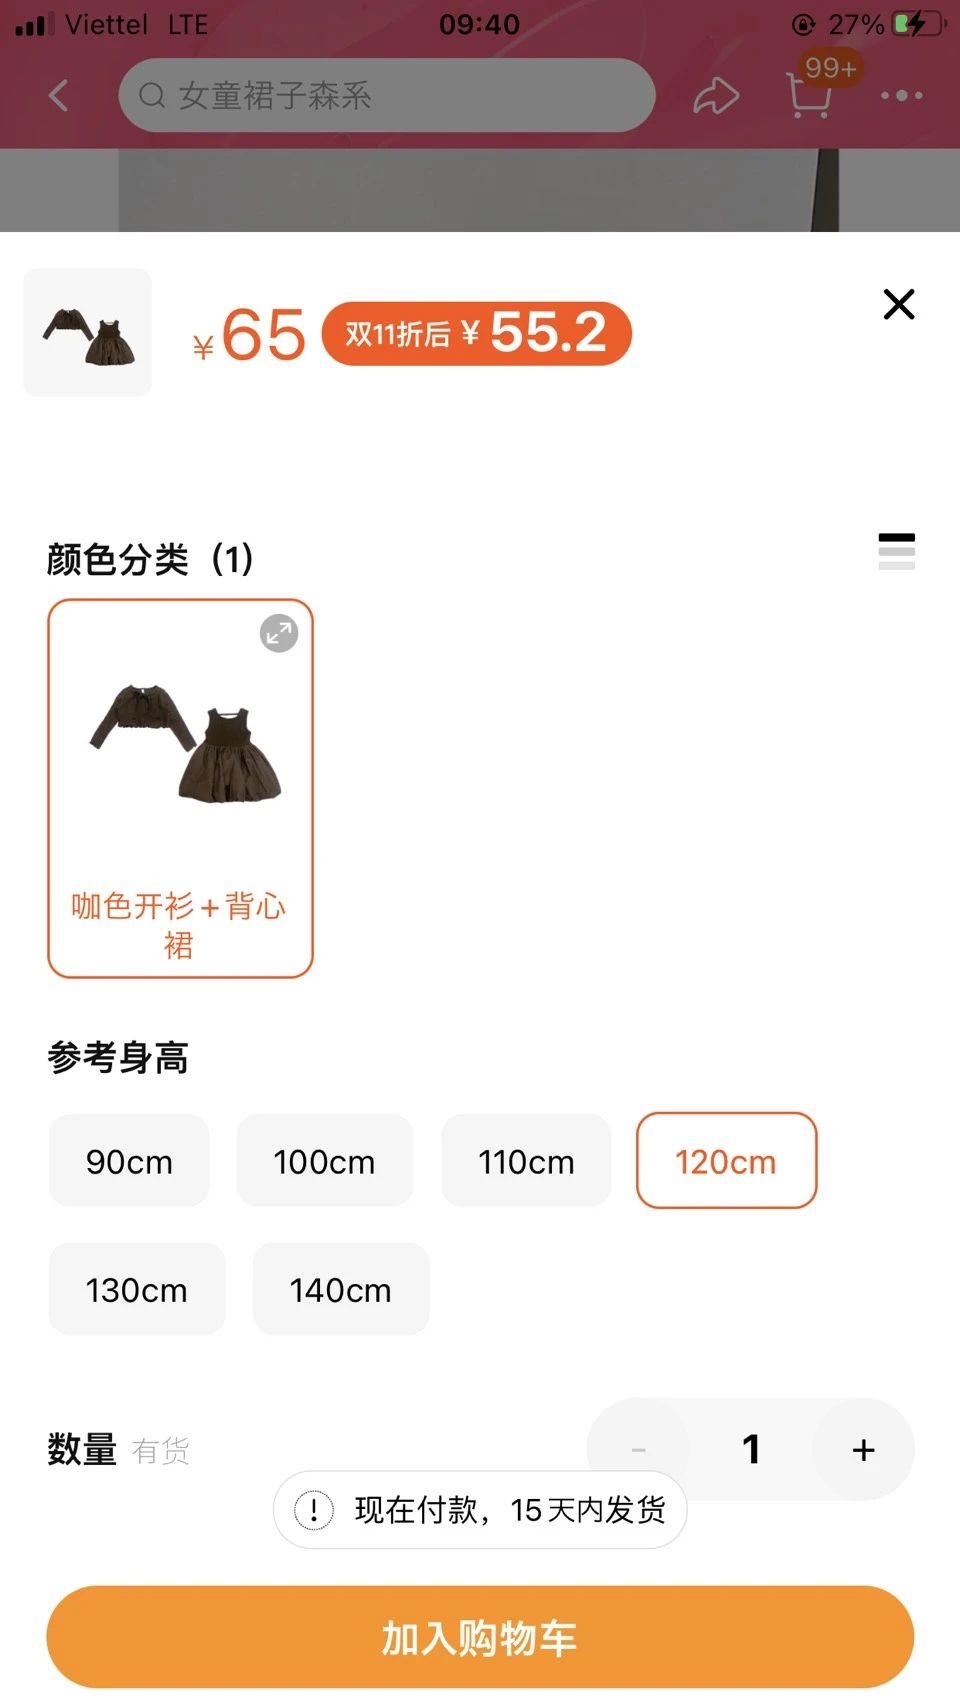 Viettel LTE 09:40 27%
女童裙子森系
99+
¥65 双11折后 ¥ 55.2
颜色分类（1）
咖色开衫+背心
裙
参考身高
90cm 100cm 110cm 120cm
130cm 140cm
数量 有货 - 1 +
! 现在付款，15天内发货
加入购物车